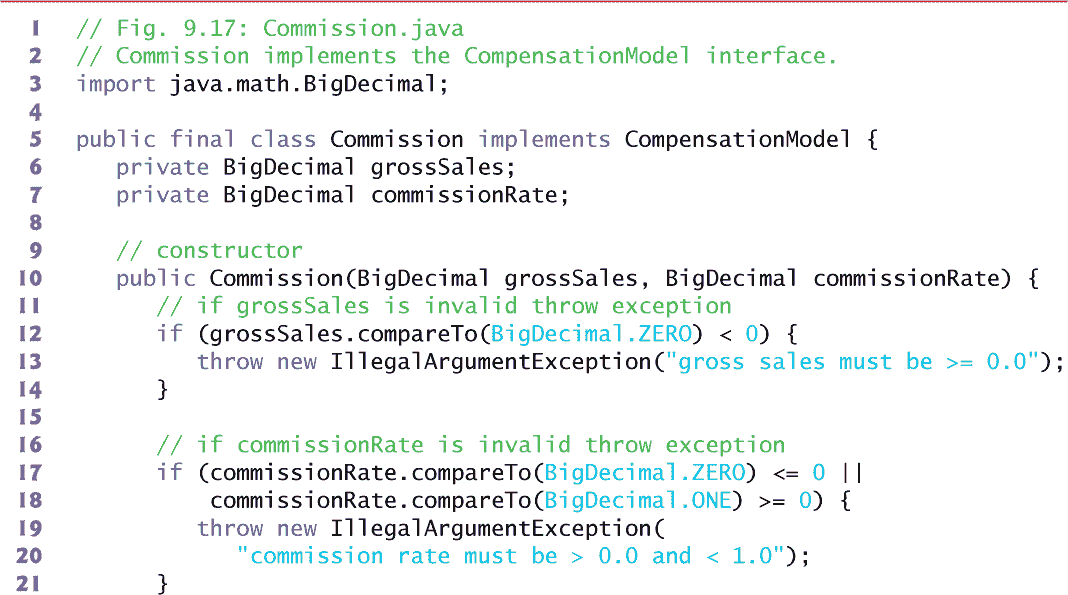 1 // Fig. 9.17: Commission.java
2 // Commission implements the CompensationModel interface.
3 import java.math.BigDecimal;
4
5 public final class Commission implements CompensationModel {
6    private BigDecimal grossSales;
7    private BigDecimal commissionRate;
8
9    // constructor
10    public Commission(BigDecimal grossSales, BigDecimal commissionRate) {
11       // if grossSales is invalid throw exception
12       if (grossSales.compareTo(BigDecimal.ZERO) < 0) {
13          throw new IllegalArgumentException("gross sales must be >= 0.0");
14       }
15
16       // if commissionRate is invalid throw exception
17       if (commissionRate.compareTo(BigDecimal.ZERO) <= 0 ||
18           commissionRate.compareTo(BigDecimal.ONE) >= 0) {
19          throw new IllegalArgumentException(
20             "commission rate must be > 0.0 and < 1.0");
21       }